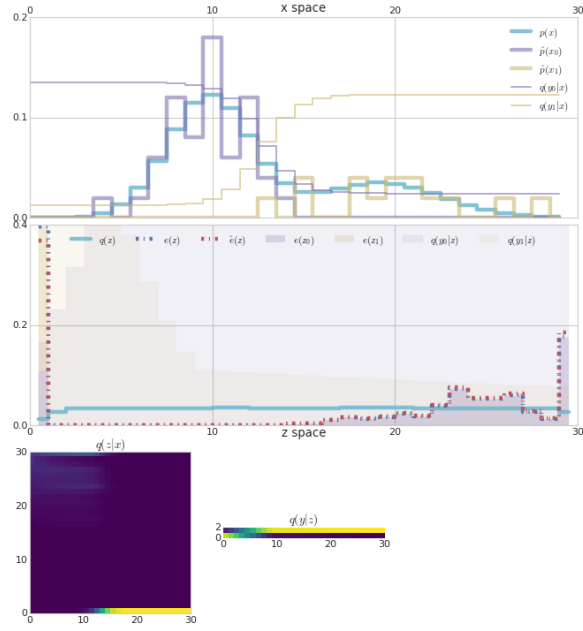 x space
0.2
0.1
0.0
0
10
20
30
p(x)
p̂(x₀)
p̂(x₁)
q(y₀|x)
q(y₁|x)
0.4
0.2
0.0
0
10
20
30
q(x)
e(x)
ê(x)
e(x₀)
e(x₁)
q(y₀|x)
q(y₁|x)
z space
q(z|x)
30
20
10
0
0
10
20
30
q(y|z)
2
0
0
10
20
30